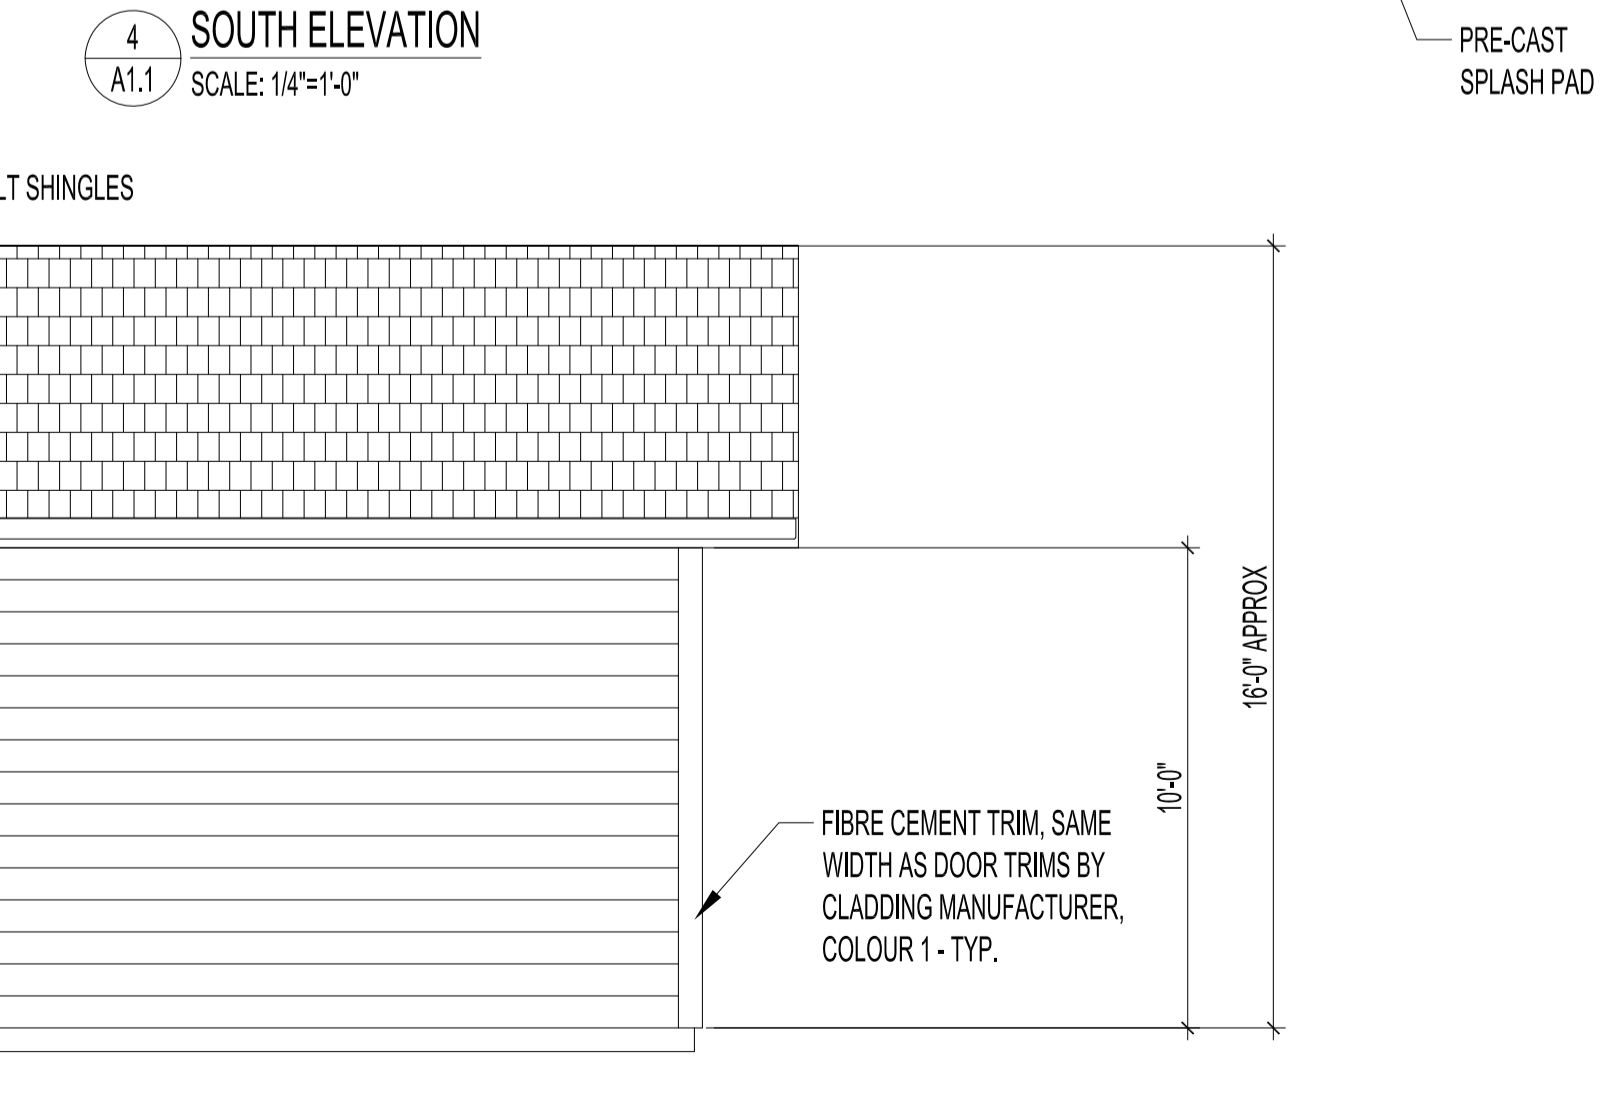 4
A1.1
SOUTH ELEVATION
SCALE: 1/4"=1'-0"
PRE-CAST
SPLASH PAD
LT SHINGLES
16'-0" APPROX
10'-0"
FIBRE CEMENT TRIM, SAME
WIDTH AS DOOR TRIMS BY
CLADDING MANUFACTURER,
COLOUR 1 - TYP.